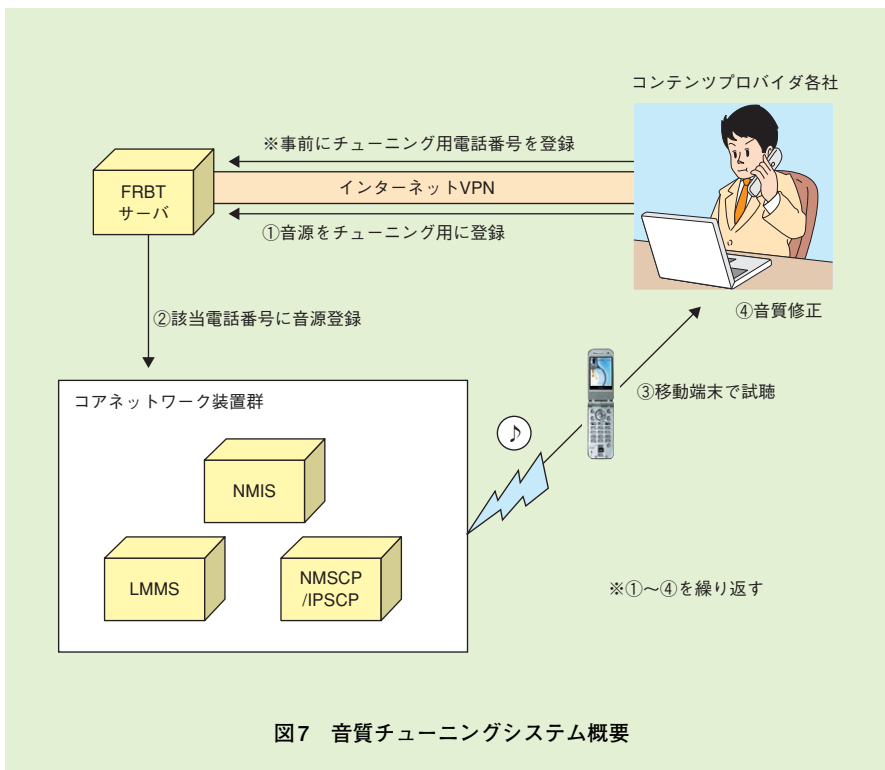 コンテンツプロバイダ各社
※事前にチューニング用電話番号を登録
FRBT
サーバ
インターネットVPN
①音源をチューニング用に登録
②該当電話番号に音源登録
④音質修正
③移動端末で試聴
コアネットワーク装置群
NMIS
LMMS
NMSCP
/IPSCP
※①~④を繰り返す
図7 音質チューニングシステム概要